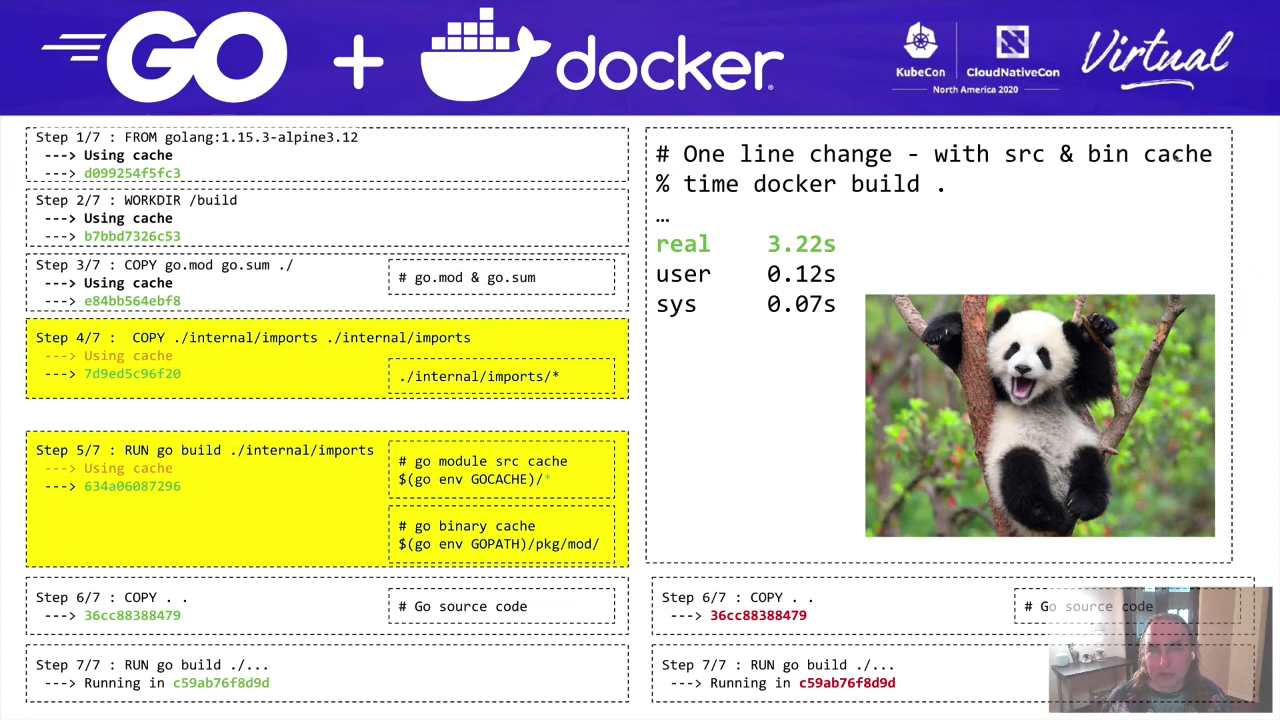 GO + docker
KubeCon
CloudNativeCon
North America 2020
Virtual
Step 1/7 : FROM golang:1.15.3-alpine3.12
---> Using cache
---> d099254f5fc3
Step 2/7 : WORKDIR /build
---> Using cache
---> b7bbd7326c53
Step 3/7 : COPY go.mod go.sum ./
---> Using cache
---> e84bb564ebf8
# go.mod & go.sum
Step 4/7 :  COPY ./internal/imports ./internal/imports
---> Using cache
---> 7d9ed5c96f20
./internal/imports/*
Step 5/7 : RUN go build ./internal/imports
---> Using cache
---> 634a06087296
# go module src cache
$(go env GOCACHE)/*
# go binary cache
$(go env GOPATH)/pkg/mod/
Step 6/7 : COPY . .
---> 36cc88388479
# Go source code
Step 7/7 : RUN go build ./...
---> Running in c59ab76f8d9d
# One line change - with src & bin cache
% time docker build .
…
real 3.22s
user 0.12s
sys 0.07s
Step 6/7 : COPY . .
---> 36cc88388479
# Go source code
Step 7/7 : RUN go build ./...
---> Running in c59ab76f8d9d